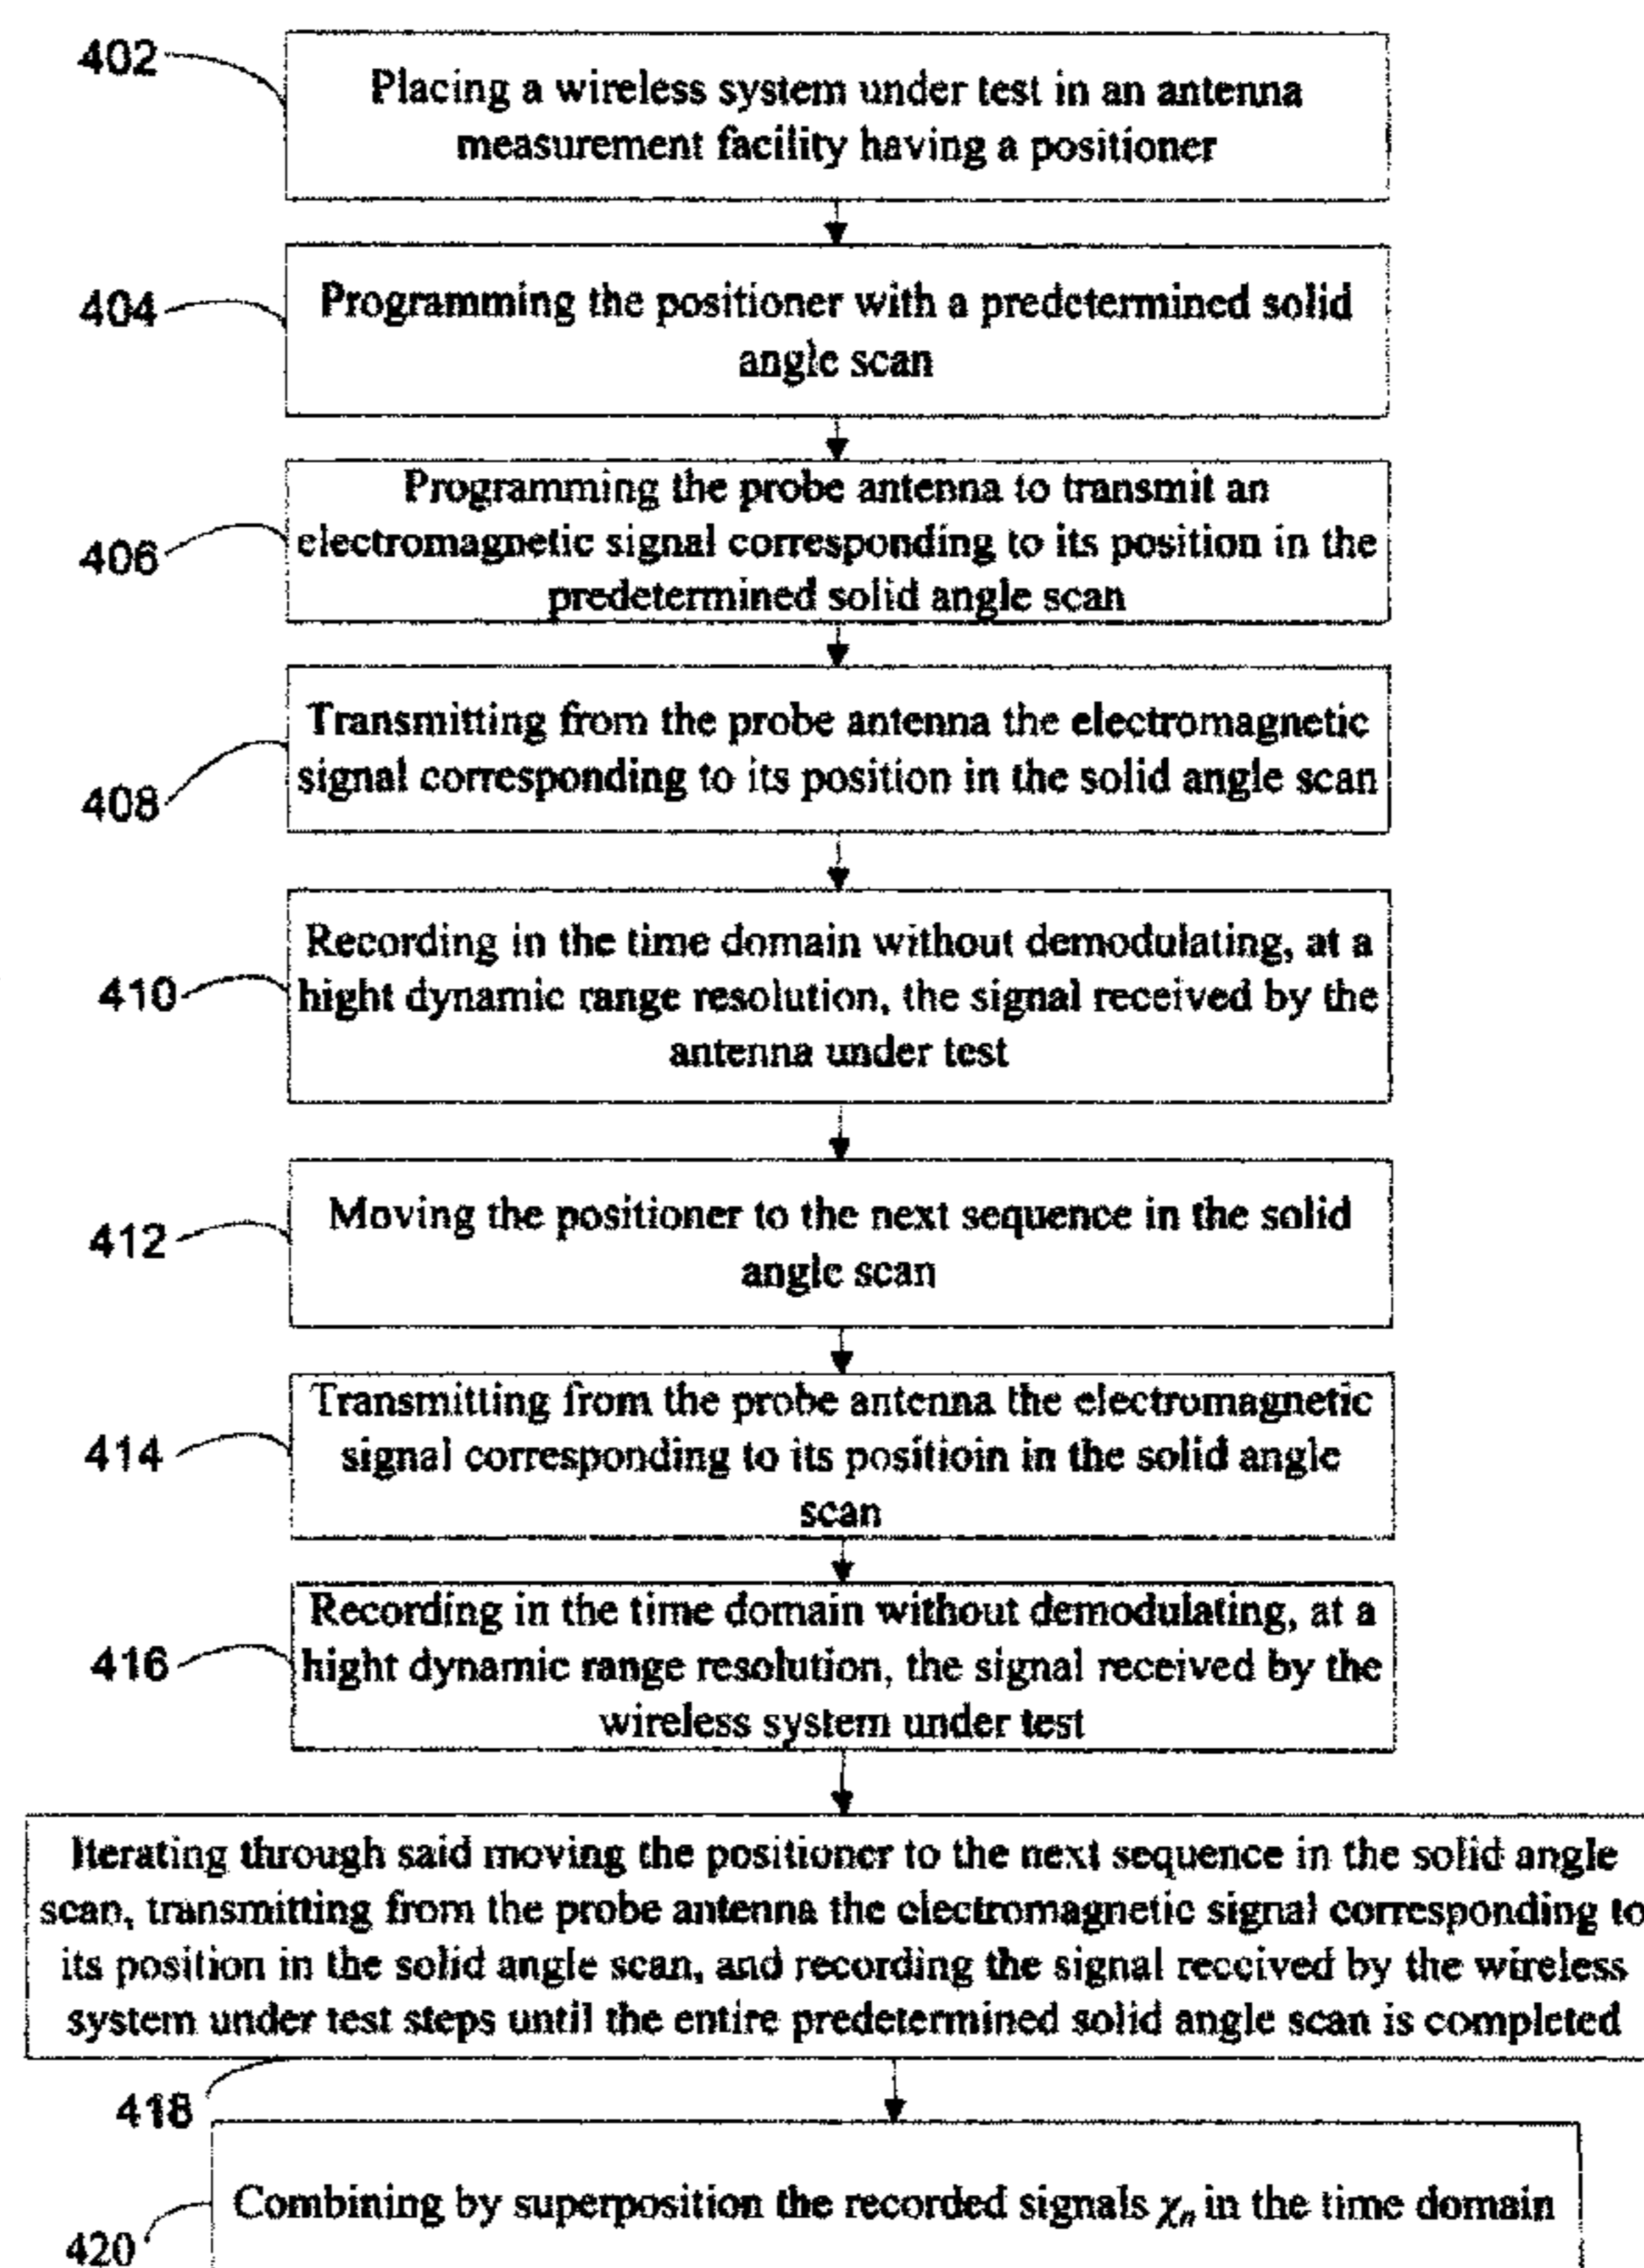 402
Placing a wireless system under test in an antenna
measurement facility having a positioner
404
Programming the positioner with a predetermined solid
angle scan
406
Programming the probe antenna to transmit an
electromagnetic signal corresponding to its position in the
predetermined solid angle scan
408
Transmitting from the probe antenna the electromagnetic
signal corresponding to its position in the solid angle scan
410
Recording in the time domain without demodulating, at a
hight dynamic range resolution, the signal received by the
antenna under test
412
Moving the positioner to the next sequence in the solid
angle scan
414
Transmitting from the probe antenna the electromagnetic
signal corresponding to its positioin in the solid angle
scan
416
Recording in the time domain without demodulating, at a
hight dynamic range resolution, the signal received by the
wireless system under test
Iterating through said moving the positioner to the next sequence in the solid angle
scan, transmitting from the probe antenna the electromagnetic signal corresponding to
its position in the solid angle scan, and recording the signal received by the wireless
system under test steps until the entire predetermined solid angle scan is completed
418
Combining by superposition the recorded signals χₙ in the time domain
420